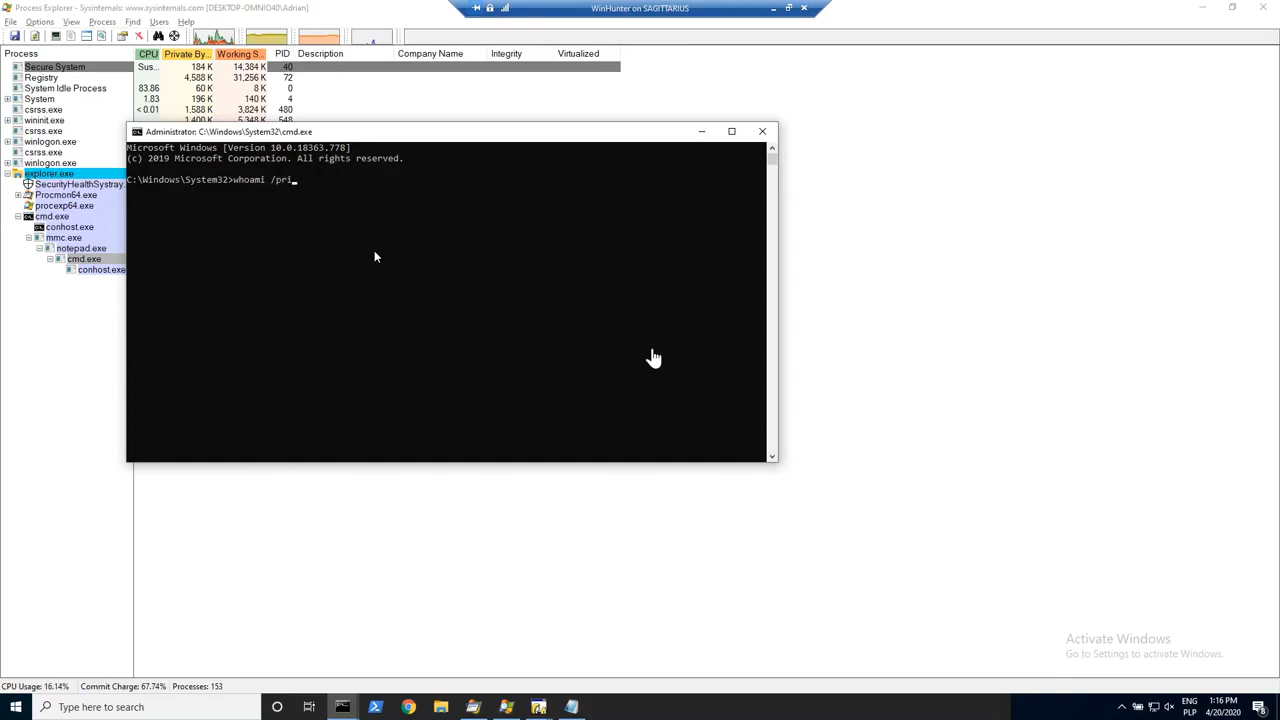 Process Explorer - Sysinternals: www.sysinternals.com [DESKTOP-OMNIO40\Adrian]
WinHunter on SAGITTARIUS
File Options View Process Find Users Help
Process CPU Private By... Working S... PID Description Company Name Integrity Virtualized
Secure System Sus... 184 K 14,384 K 40
Registry 4,588 K 31,256 K 72
System Idle Process 83.86 60 K 8 K 0
System 1.83 196 K 140 K 4
csrss.exe < 0.01 1,588 K 3,824 K 480
wininit.exe 1,400 K 5,348 K 548
csrss.exe
winlogon.exe
csrss.exe
winlogon.exe
explorer.exe
SecurityHealthSystray.
Procmon64.exe
procexp64.exe
cmd.exe
conhost.exe
mmc.exe
notepad.exe
cmd.exe
conhost.exe
Administrator: C:\Windows\System32\cmd.exe
Microsoft Windows [Version 10.0.18363.778]
(c) 2019 Microsoft Corporation. All rights reserved.
C:\Windows\System32>whoami /pri_
Activate Windows
Go to Settings to activate Windows.
CPU Usage: 16.14% Commit Charge: 67.74% Processes: 153
Type here to search
ENG
PLP
1:16 PM
4/20/2020
8